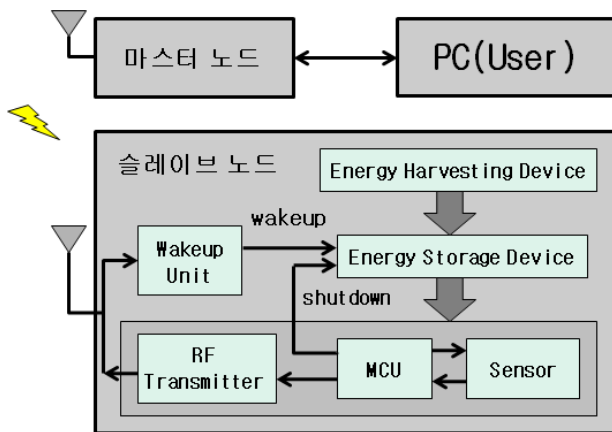 마스터 노드
PC(User)
슬레이브 노드
Energy Harvesting Device
wakeup
Wakeup
Unit
Energy Storage Device
shutdown
RF
Transmitter
MCU
Sensor